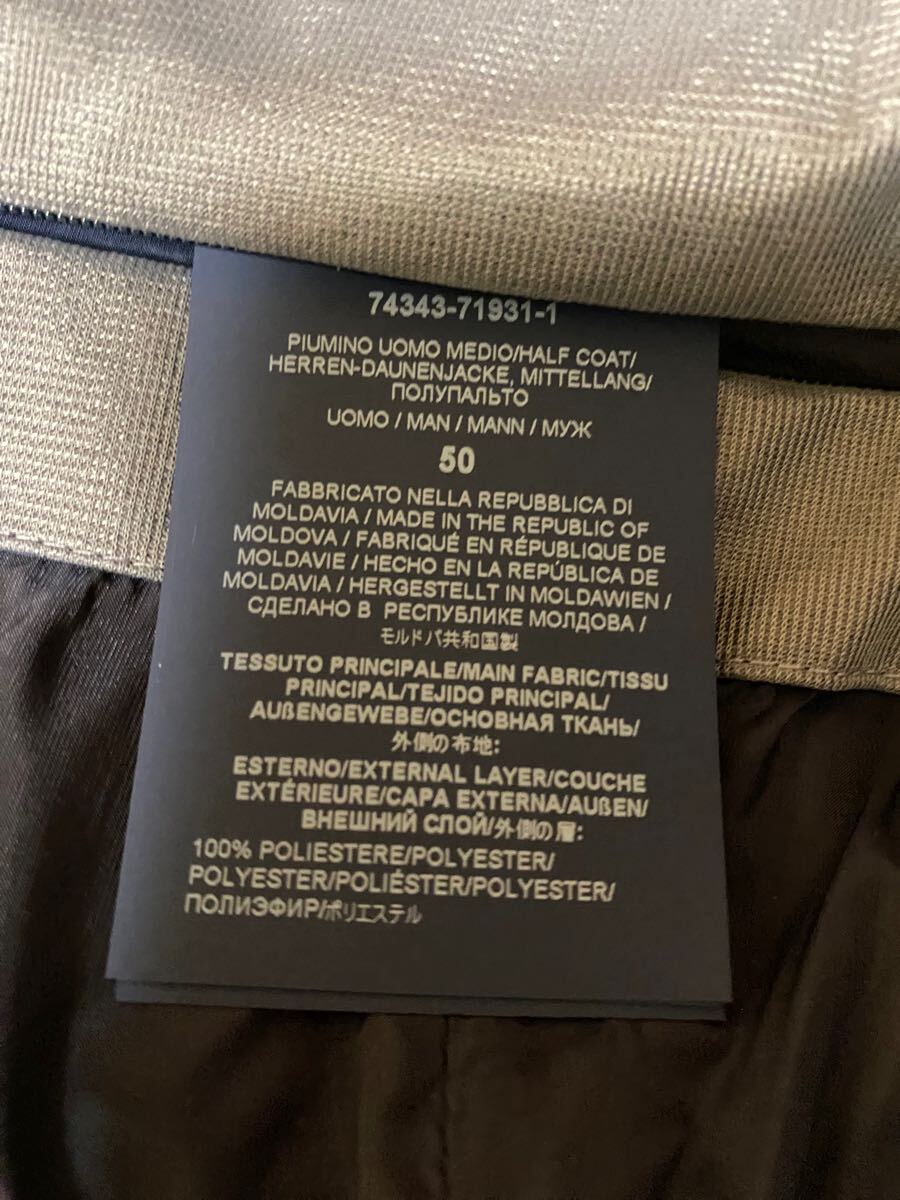 74343-71931-1
PIUMINO UOMO MEDIO/HALF COAT/
HERREN-DAUNENJACKE, MITTELLANG/
ПОЛУПАЛЬТО
UOMO / MAN / MANN / МУЖ
50
FABBRICATO NELLA REPUBBLICA DI
MOLDAVIA / MADE IN THE REPUBLIC OF
MOLDOVA / FABRIQUÉ EN RÉPUBLIQUE DE
MOLDAVIE / HECHO EN LA REPÚBLICA DE
MOLDAVIA / HERGESTELLT IN MOLDAWIEN /
СДЕЛАНО В РЕСПУБЛИКЕ МОЛДОВА /
モルドバ共和国製
TESSUTO PRINCIPALE/MAIN FABRIC/TISSU
PRINCIPAL/TEJIDO PRINCIPAL/
AUßENGEWEBE/ОСНОВНАЯ ТКАНЬ/
外側の布地:
ESTERNO/EXTERNAL LAYER/COUCHE
EXTÉRIEURE/CAPA EXTERNA/AUßEN/
ВНЕШНИЙ СЛОЙ/外側の層:
100% POLIESTERE/POLYESTER/
POLYESTER/POLIÉSTER/POLYESTER/
ПОЛИЭФИР/ポリエステル